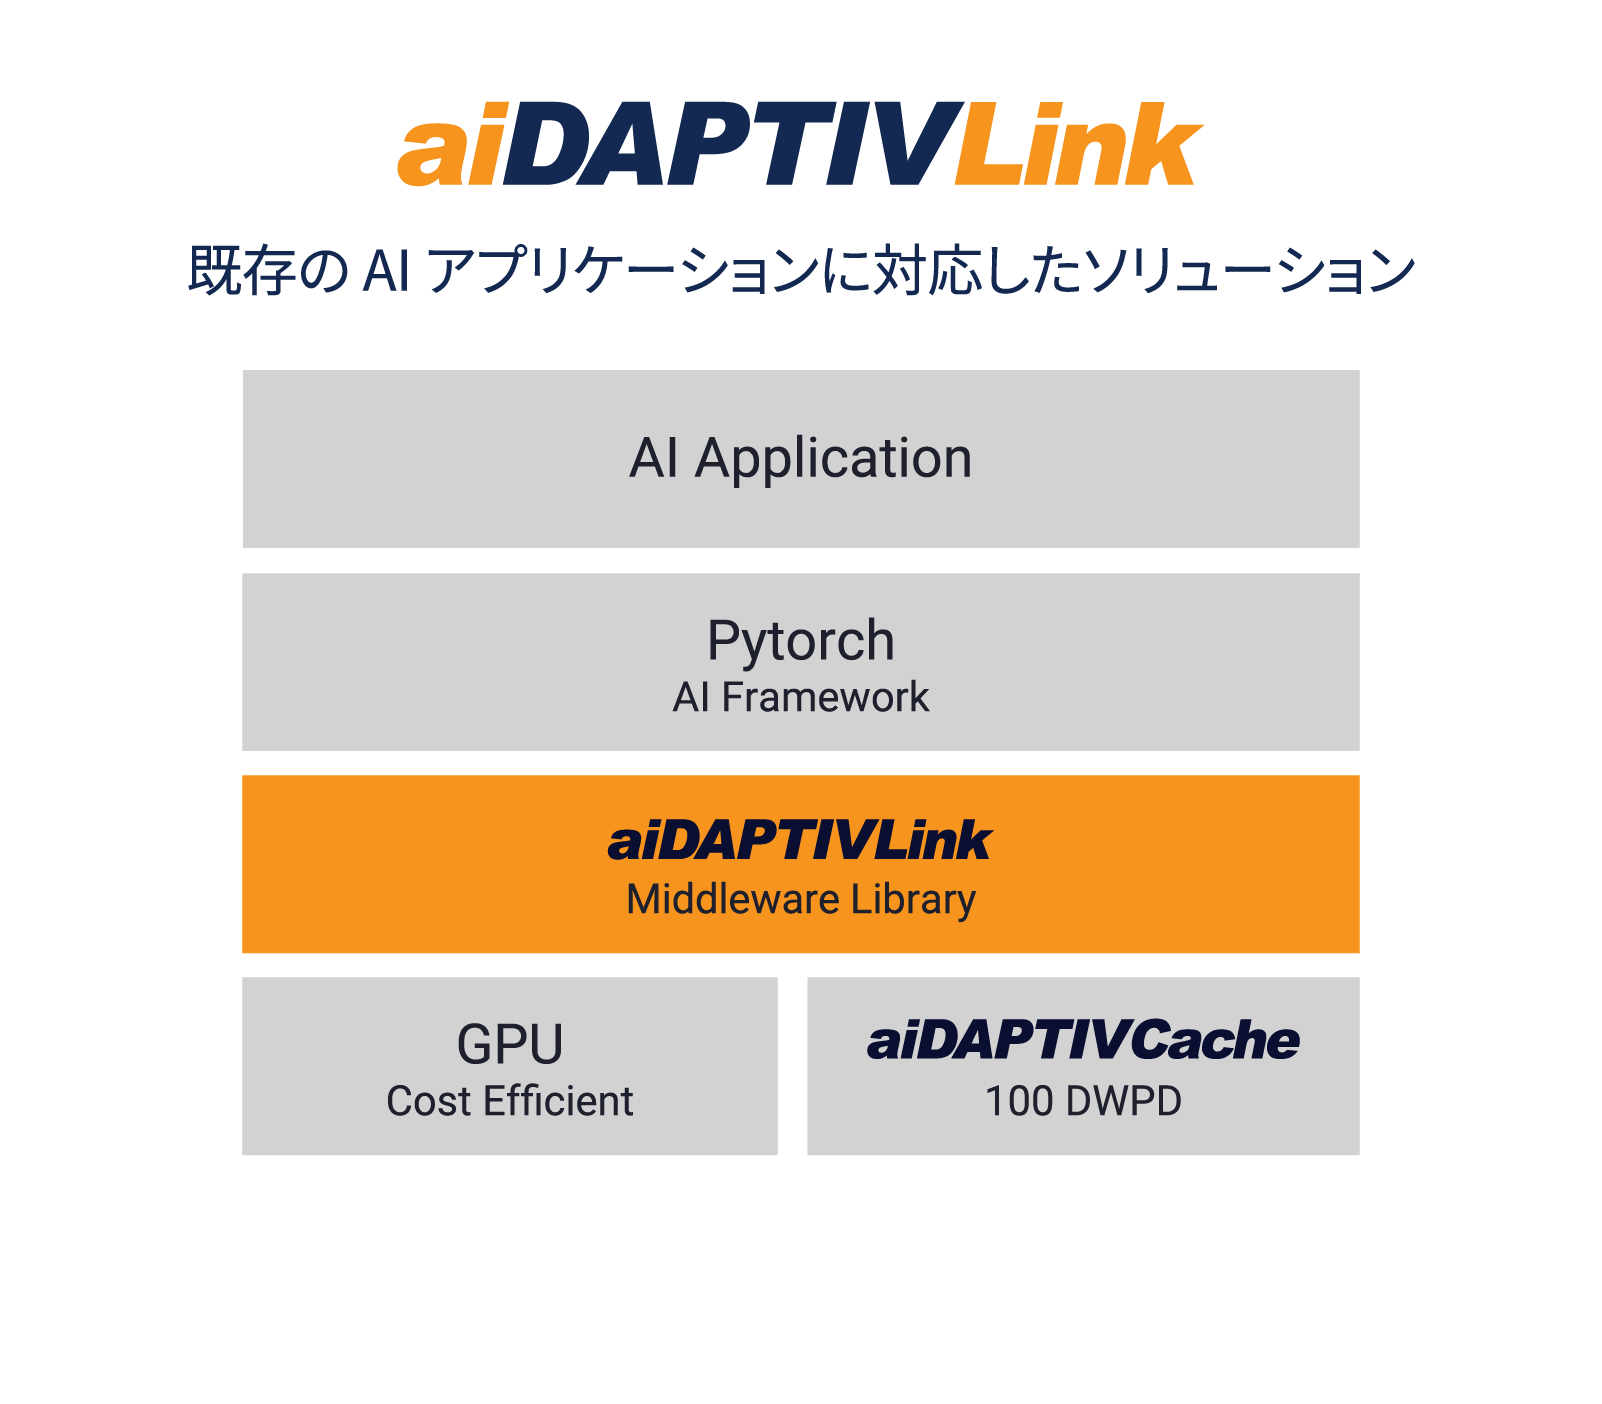 aiDAPTIVLink
既存の AI アプリケーションに対応したソリューション
AI Application
Pytorch
AI Framework
aiDAPTIVLink
Middleware Library
GPU
Cost Efficient
aiDAPTIVCache
100 DWPD